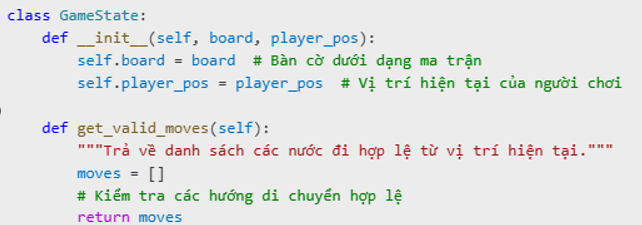 class GameState:
    def __init__(self, board, player_pos):
        self.board = board  # Bàn cờ dưới dạng ma trận
        self.player_pos = player_pos  # Vị trí hiện tại của người chơi
    def get_valid_moves(self):
        """Trả về danh sách các nước đi hợp lệ từ vị trí hiện tại."""
        moves = []
        # Kiểm tra các hướng di chuyển hợp lệ
        return moves